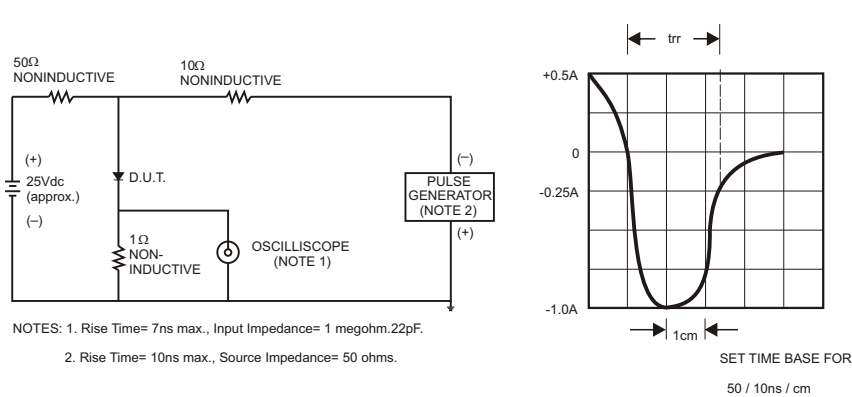 50Ω
NONINDUCTIVE
10Ω
NONINDUCTIVE
(+)
25Vdc
(approx.)
(–)
D.U.T.
1Ω
NON-
INDUCTIVE
OSCILLISCOPE
(NOTE 1)
(–)
PULSE
GENERATOR
(NOTE 2)
(+)
NOTES: 1. Rise Time= 7ns max., Input Impedance= 1 megohm.22pF.
2. Rise Time= 10ns max., Source Impedance= 50 ohms.
trr
+0.5A
0
-0.25A
-1.0A
1cm
SET TIME BASE FOR
50 / 10ns / cm